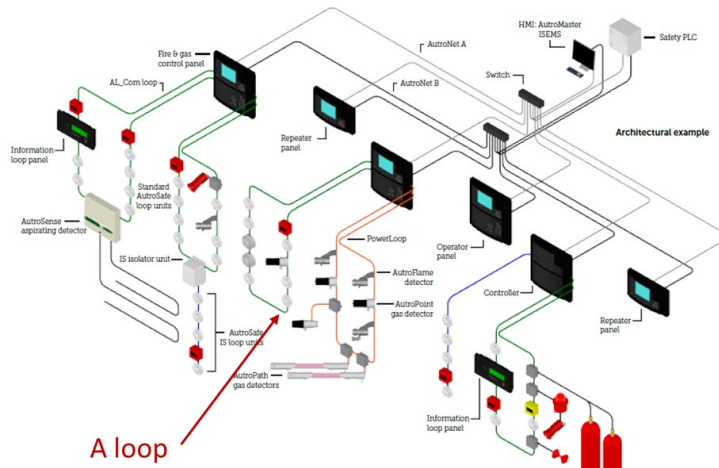 AutroNet A
HMI: AutroMaster
ISEMS
Safety PLC
Fire & gas
control panel
AL_Com loop
AutroNet B
Switch
Information
loop panel
Repeater
panel
Architectural example
Standard
AutroSafe
loop units
AutroSense
aspirating detector
IS isolator unit
PowerLoop
Operator
panel
AutroFlame
detector
Controller
AutroPoint
gas detector
Repeater
panel
AutroSafe
IS loop units
AutroPath
gas detectors
Information
loop panel
A loop